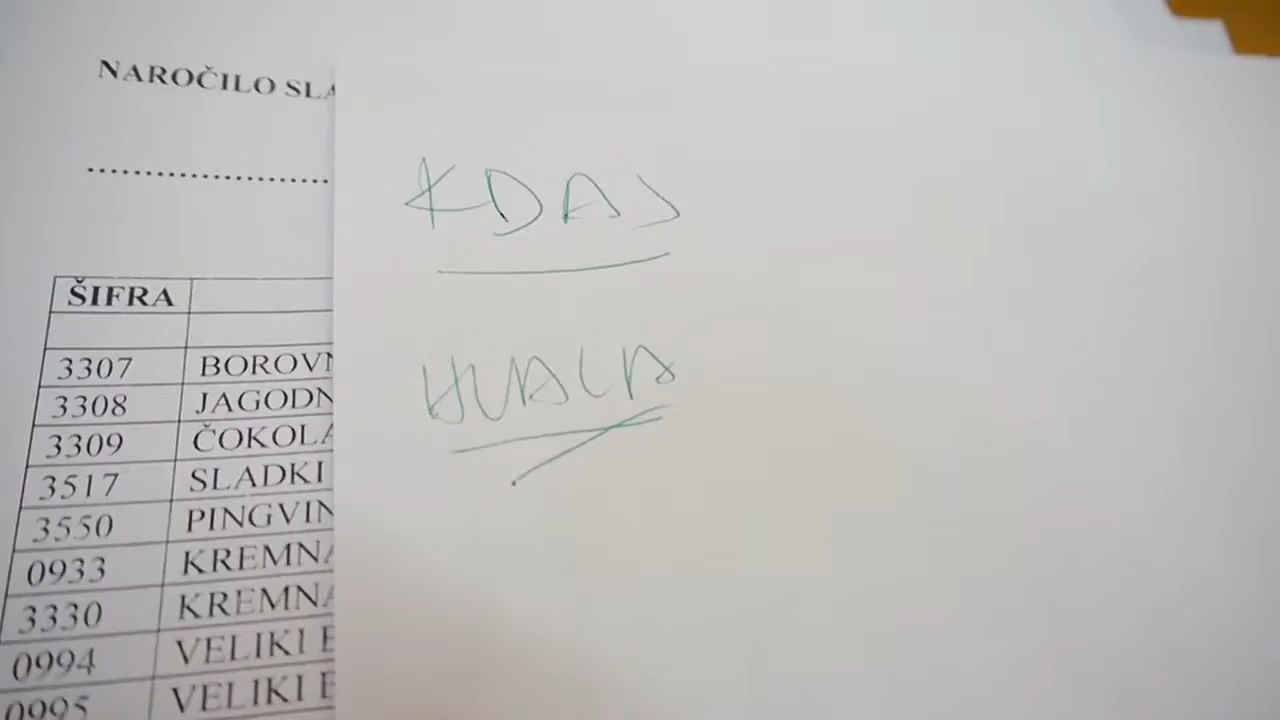 NAROČILO SLA
ŠIFRA
3307 BOROVN
3308 JAGODN
3309 ČOKOLA
3517 SLADKI
3550 PINGVIN
0933 KREMNA
3330 KREMNA
0994 VELIKI B
0995 VELIKI B
KDAJ
HVALA